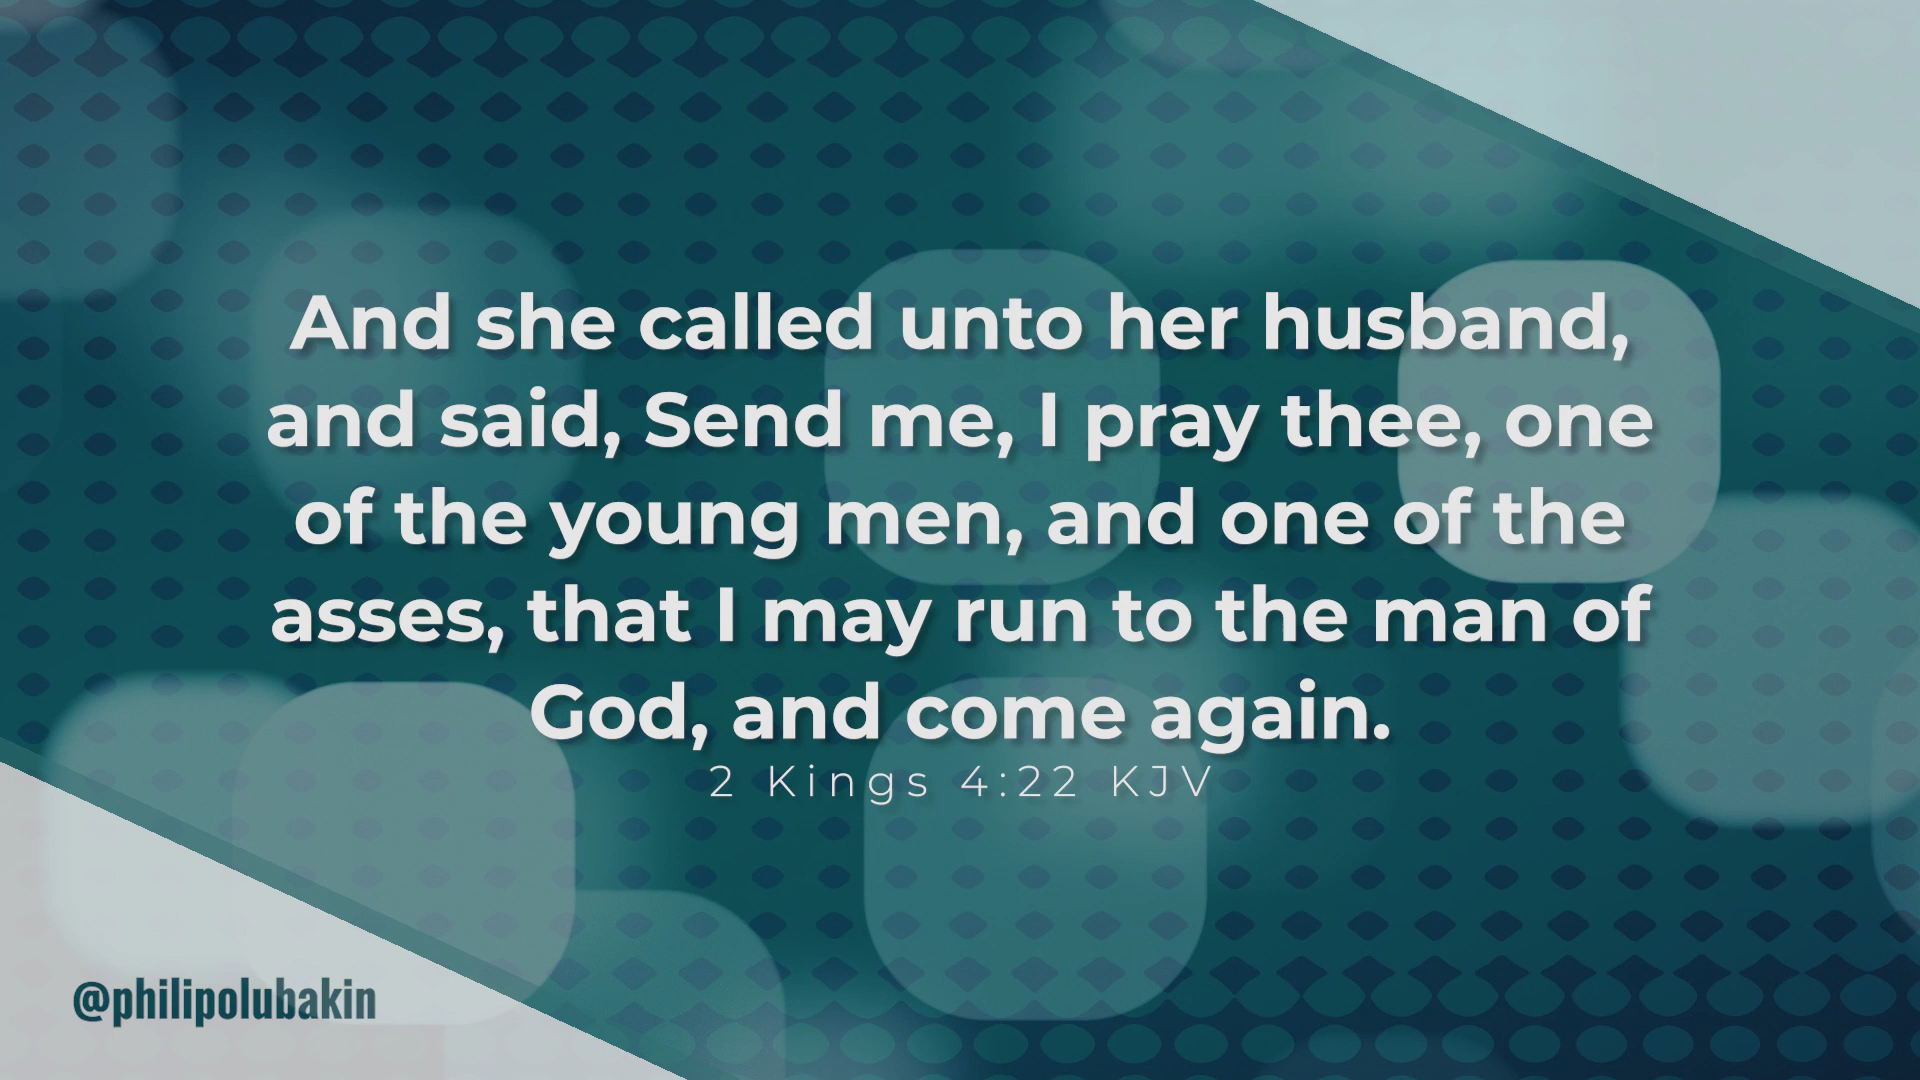 And she called unto her husband,
and said, Send me, I pray thee, one
of the young men, and one of the
asses, that I may run to the man of
God, and come again.
2 Kings 4:22 KJV
@philipolubakin